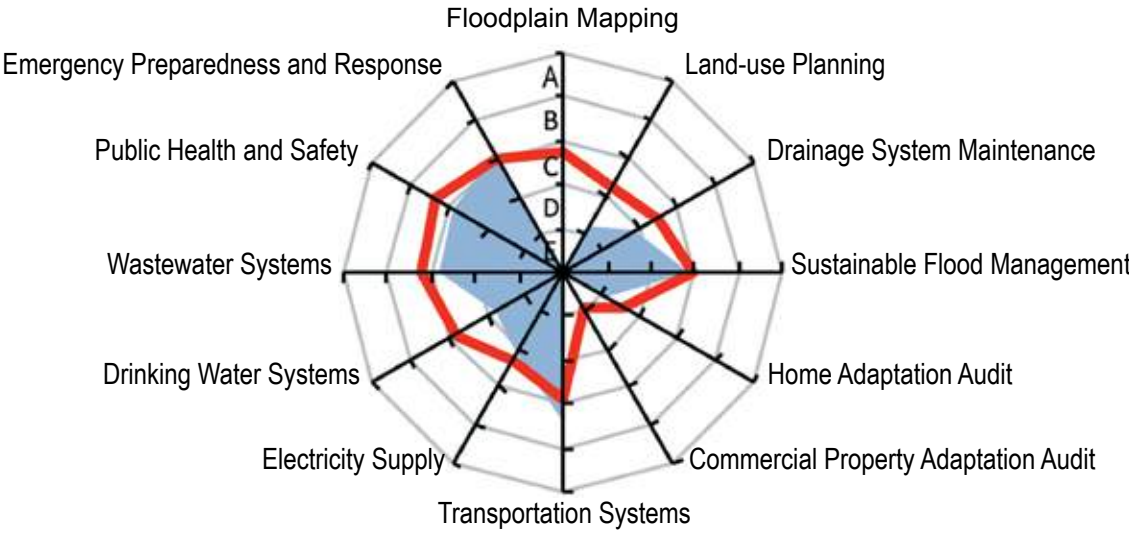 Floodplain Mapping
Emergency Preparedness and Response
Land-use Planning
A
B
Public Health and Safety
Drainage System Maintenance
C
D
E
Wastewater Systems
Sustainable Flood Management
Drinking Water Systems
Home Adaptation Audit
Electricity Supply
Commercial Property Adaptation Audit
Transportation Systems